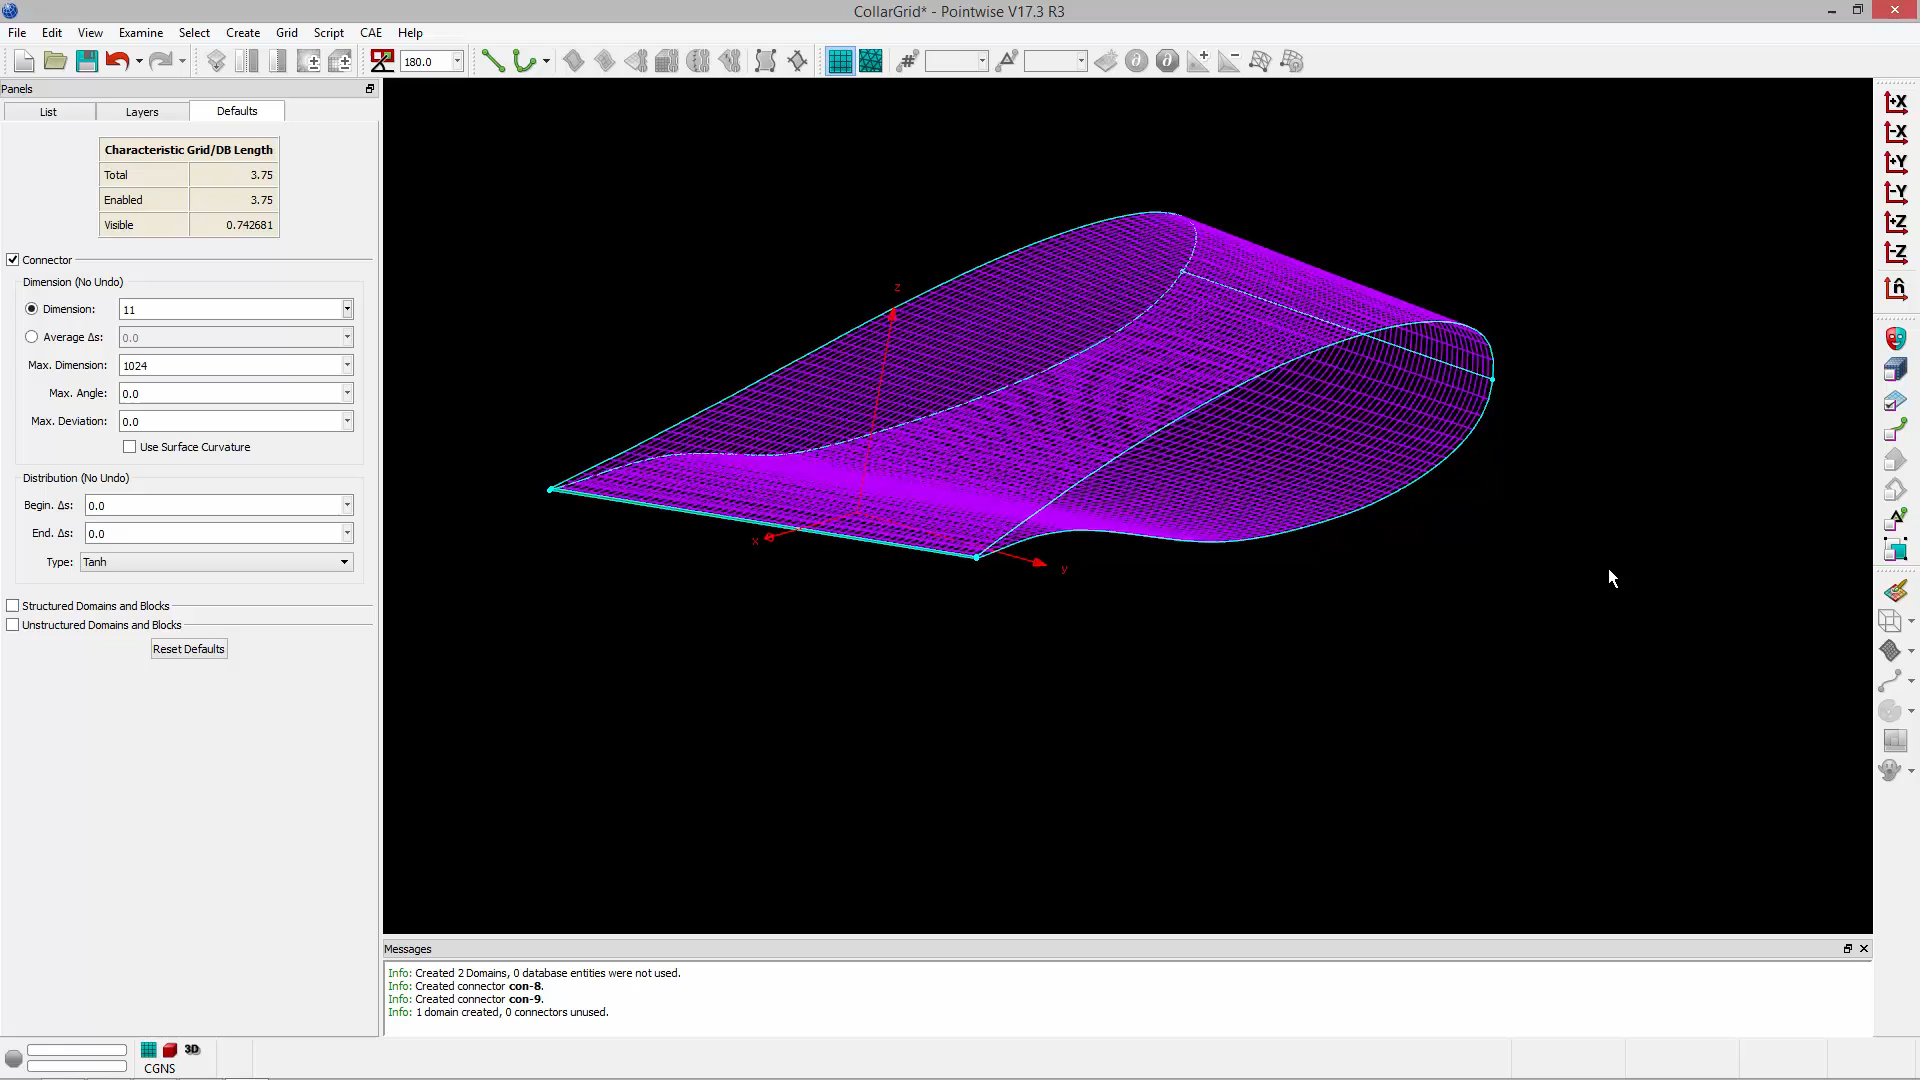 CollarGrid* - Pointwise V17.3 R3
File Edit View Examine Select Create Grid Script CAE Help
180.0
Panels
List Layers Defaults
Characteristic Grid/DB Length
Total 3.75
Enabled 3.75
Visible 0.742681
Connector
Dimension (No Undo)
Dimension: 11
Average Δs: 0.0
Max. Dimension: 1024
Max. Angle: 0.0
Max. Deviation: 0.0
Use Surface Curvature
Distribution (No Undo)
Begin. Δs: 0.0
End. Δs: 0.0
Type: Tanh
Structured Domains and Blocks
Unstructured Domains and Blocks
Reset Defaults
z
x
y
+X
-X
+Y
-Y
+Z
-Z
n̂
Messages
Info: Created 2 Domains, 0 database entities were not used.
Info: Created connector con-8.
Info: Created connector con-9.
Info: 1 domain created, 0 connectors unused.
3D
CGNS